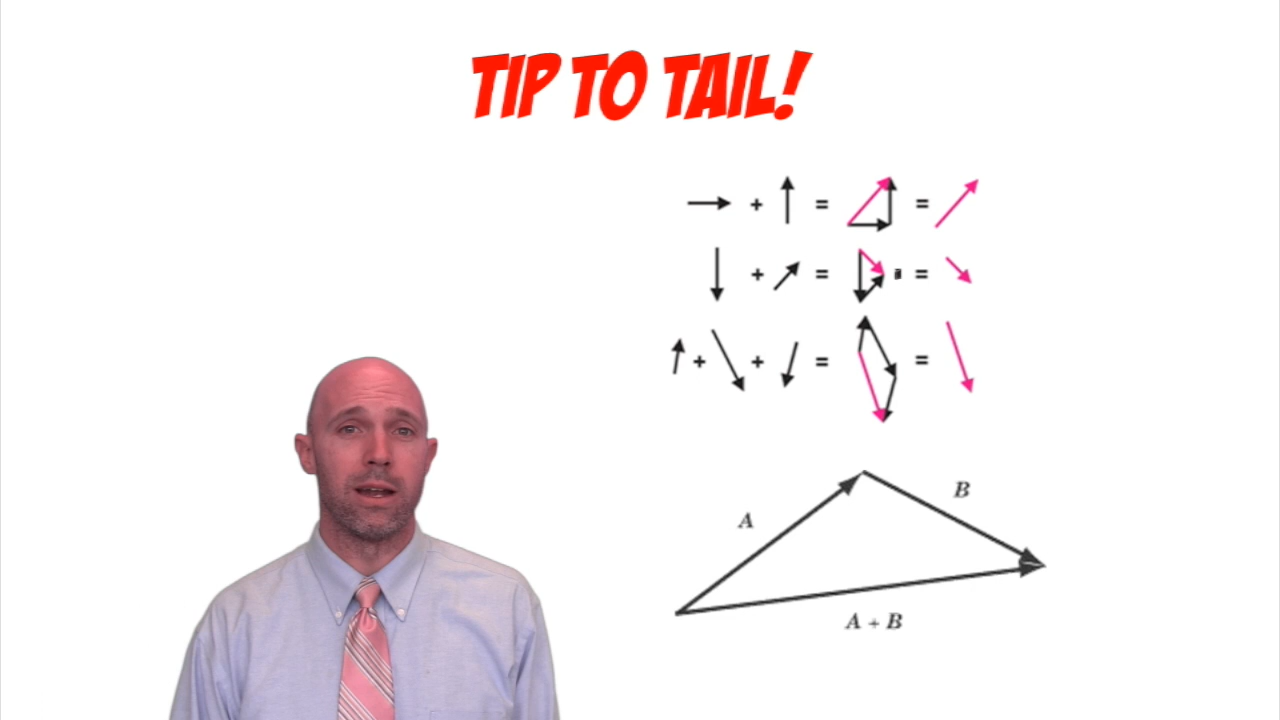 TIP TO TAIL!
+ = =
+ = =
+ + = =
A
B
A + B